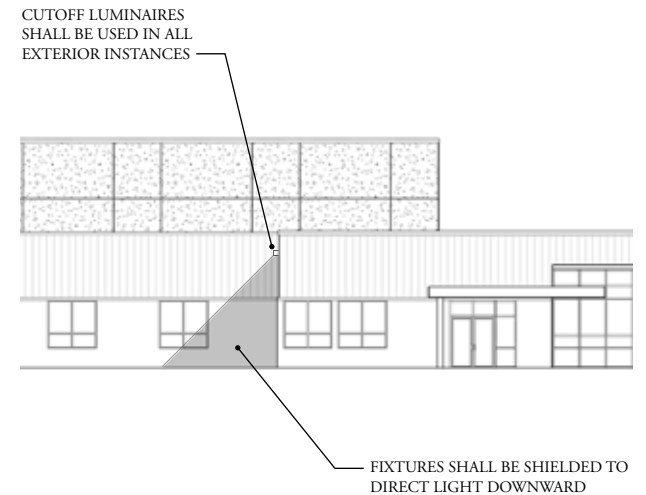 CUTOFF LUMINAIRES
SHALL BE USED IN ALL
EXTERIOR INSTANCES
FIXTURES SHALL BE SHIELDED TO
DIRECT LIGHT DOWNWARD